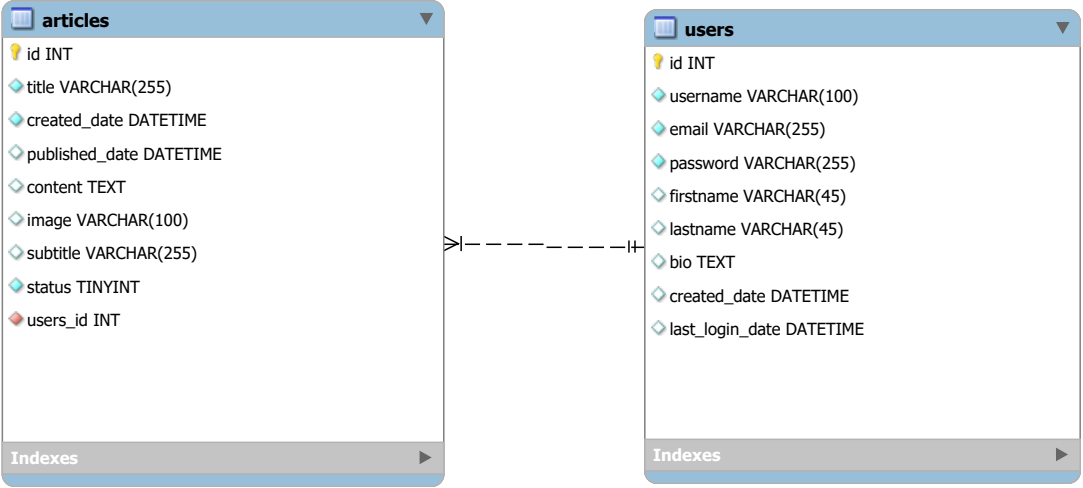 articles
id INT
title VARCHAR(255)
created_date DATETIME
published_date DATETIME
content TEXT
image VARCHAR(100)
subtitle VARCHAR(255)
status TINYINT
users_id INT
Indexes
users
id INT
username VARCHAR(100)
email VARCHAR(255)
password VARCHAR(255)
firstname VARCHAR(45)
lastname VARCHAR(45)
bio TEXT
created_date DATETIME
last_login_date DATETIME
Indexes